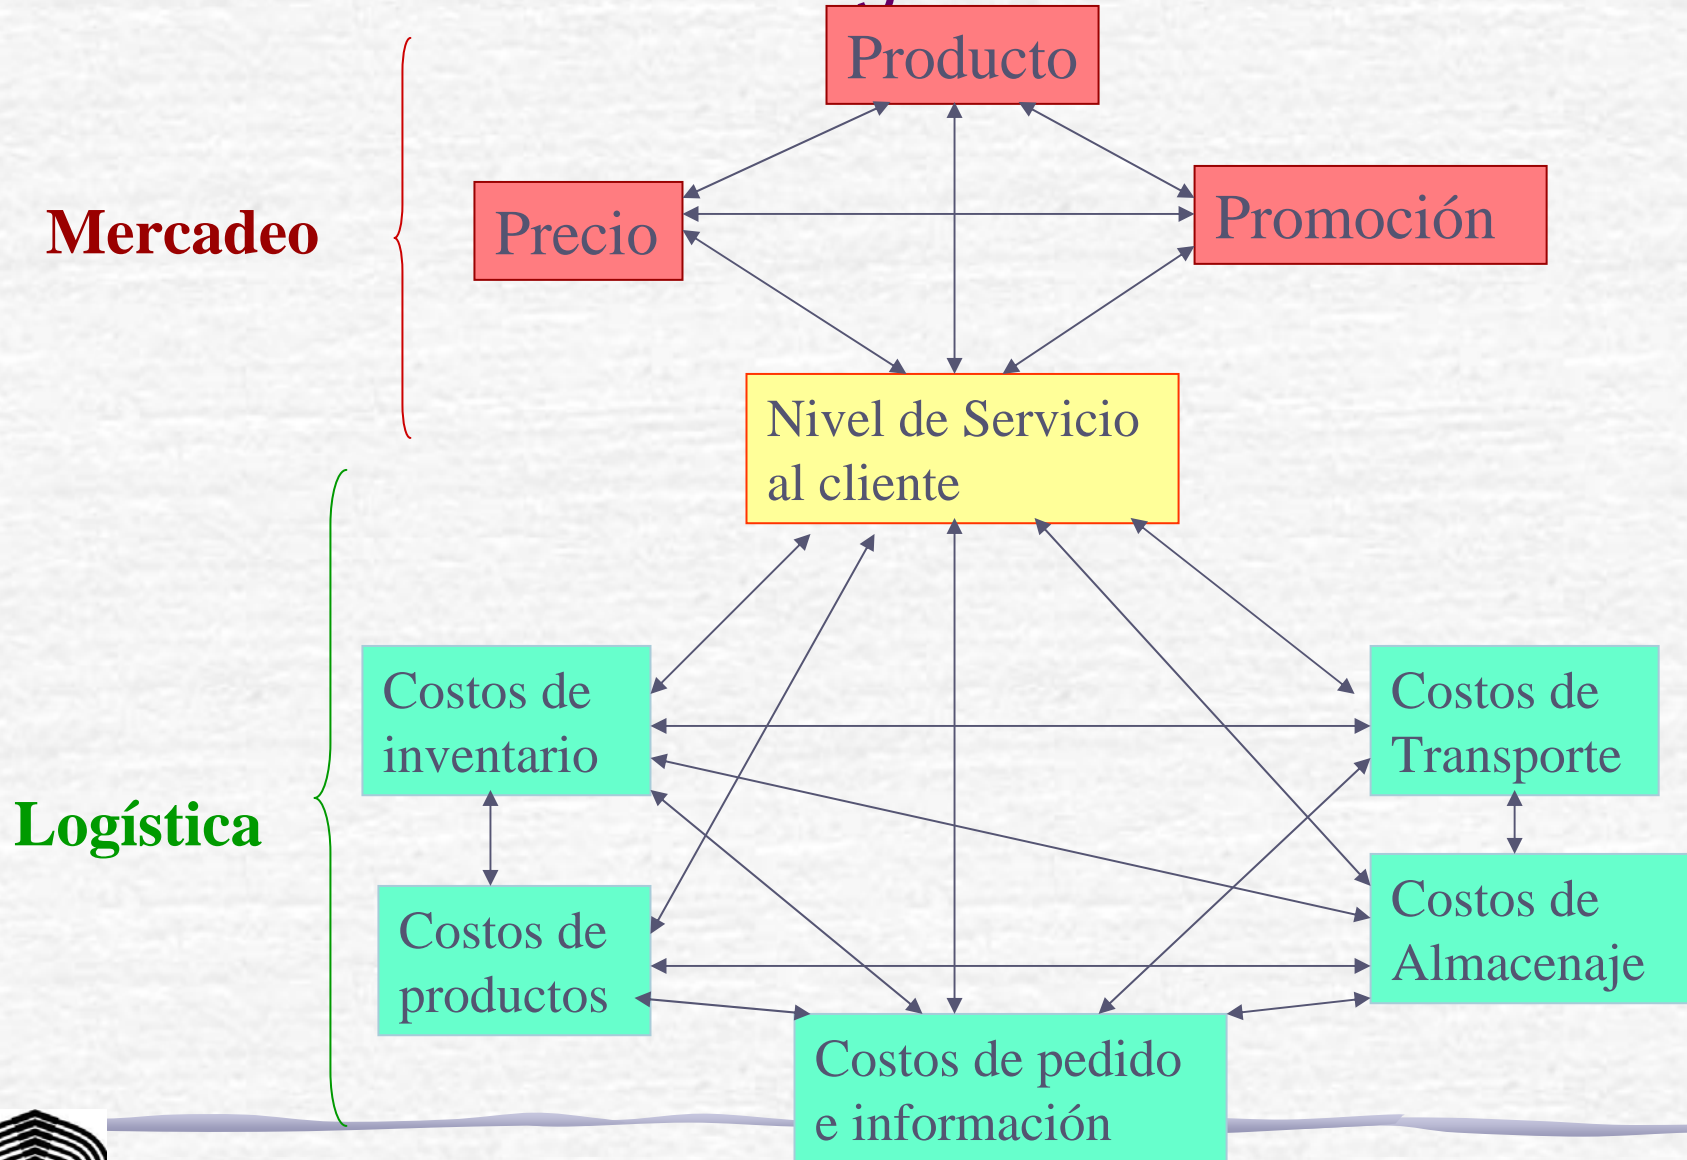 Producto
Precio
Promoción
Mercadeo
Nivel de Servicio
al cliente
Costos de
inventario
Costos de
Transporte
Logística
Costos de
productos
Costos de
Almacenaje
Costos de pedido
e información